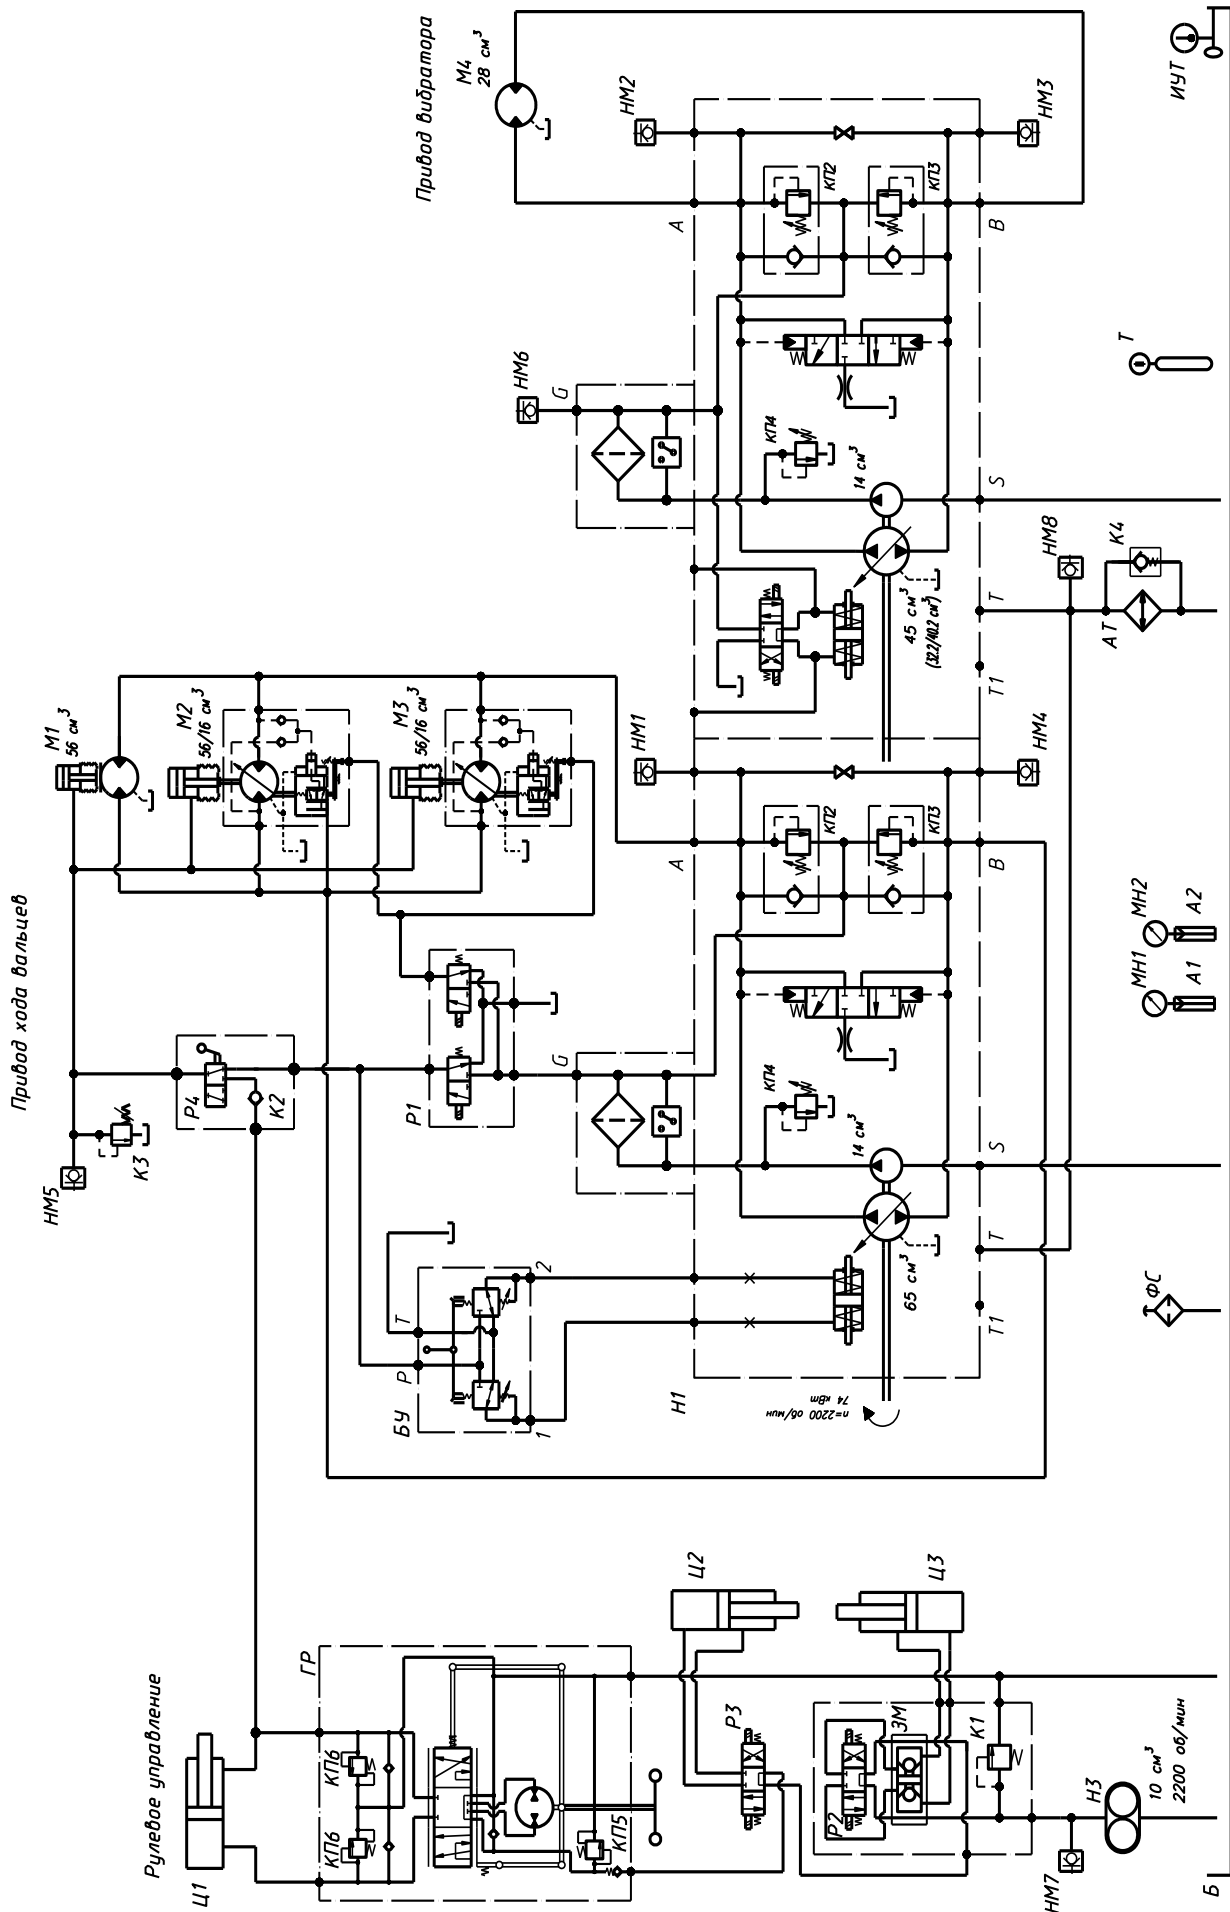 Привод вибратора
М4
28 см³
НМ2
НМ3
ИУТ
А
КП2
КП3
В
НМ6
G
Т
КП4
14 см³
S
НМ8
К4
45 см³
(32.2/40.2 см³)
Т
АТ
Т1
Привод хода вальцев
М1
56 см³
М2
56/16 см³
М3
56/16 см³
НМ1
НМ4
А
КП2
КП3
В
МН2
А2
МН1
А1
Р4
К2
К3
НМ5
Р1
G
КП4
14 см³
S
65 см³
Т
Т1
ФС
БУ
Р
Т
1
2
Н1
n=2200 об/мин
74 кВт
Рулевое управление
Ц1
ГР
КП6
КП6
КП5
Ц2
Ц3
Р3
Р2
ЗМ
К1
Н3
10 см³
2200 об/мин
НМ7
Б